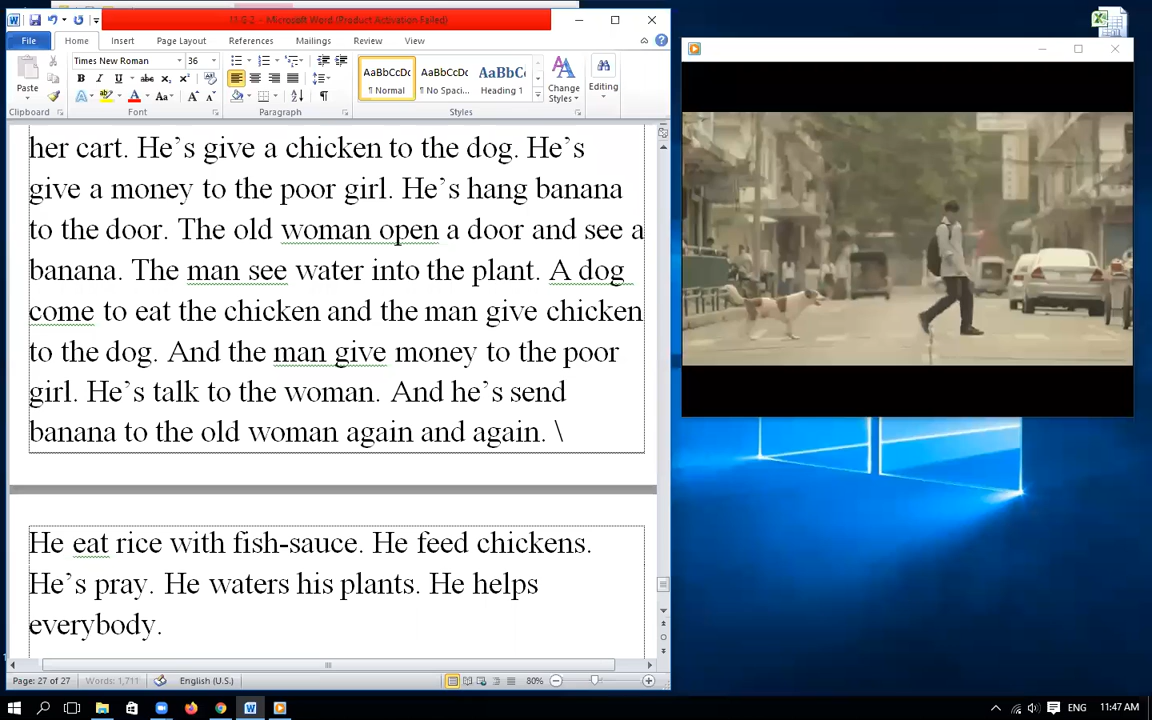 11 G 2 - Microsoft Word (Product Activation Failed)
File Home Insert Page Layout References Mailings Review View
Times New Roman 36
Paste
Clipboard Font Paragraph Styles
AaBbCcDc AaBbCcDc AaBbC
¶ Normal ¶ No Spaci... Heading 1
Change Styles
Editing
her cart. He’s give a chicken to the dog. He’s
give a money to the poor girl. He’s hang banana
to the door. The old woman open a door and see a
banana. The man see water into the plant. A dog
come to eat the chicken and the man give chicken
to the dog. And the man give money to the poor
girl. He’s talk to the woman. And he’s send
banana to the old woman again and again. \
He eat rice with fish-sauce. He feed chickens.
He’s pray. He waters his plants. He helps
everybody.
Page: 27 of 27 Words: 1,711 English (U.S.) 80%
ENG 11:47 AM